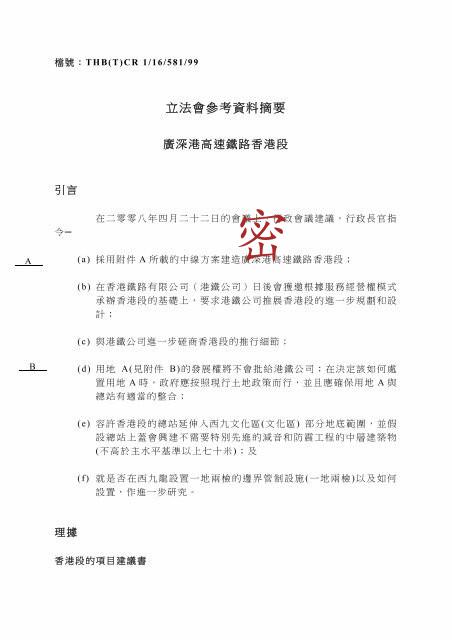 檔號：THB(T)CR 1/16/581/99
立法會參考資料摘要
廣深港高速鐵路香港段
引言
在二零零八年四月二十二日的會議上，行政會議建議，行政長官指
令─
A
(a) 採用附件 A 所載的中線方案建造廣深港高速鐵路香港段；
(b) 在香港鐵路有限公司（港鐵公司）日後會獲邀根據服務經營權模式
承辦香港段的基礎上，要求港鐵公司推展香港段的進一步規劃和設
計；
(c) 與港鐵公司進一步磋商香港段的推行細節；
B
(d) 用地 A(見附件 B)的發展權將不會批給港鐵公司；在決定該如何處
置用地 A 時，政府應按照現行土地政策而行，並且應確保用地 A 與
總站有適當的整合；
(e) 容許香港段的總站延伸入西九文化區(文化區) 部分地底範圍，並假
設總站上蓋會興建不需要特別先進的減音和防震工程的中層建築物
(不高於主水平基準以上七十米)；及
(f) 就是否在西九龍設置一地兩檢的邊界管制設施(一地兩檢)以及如何
設置，作進一步研究。
密
理據
香港段的項目建議書